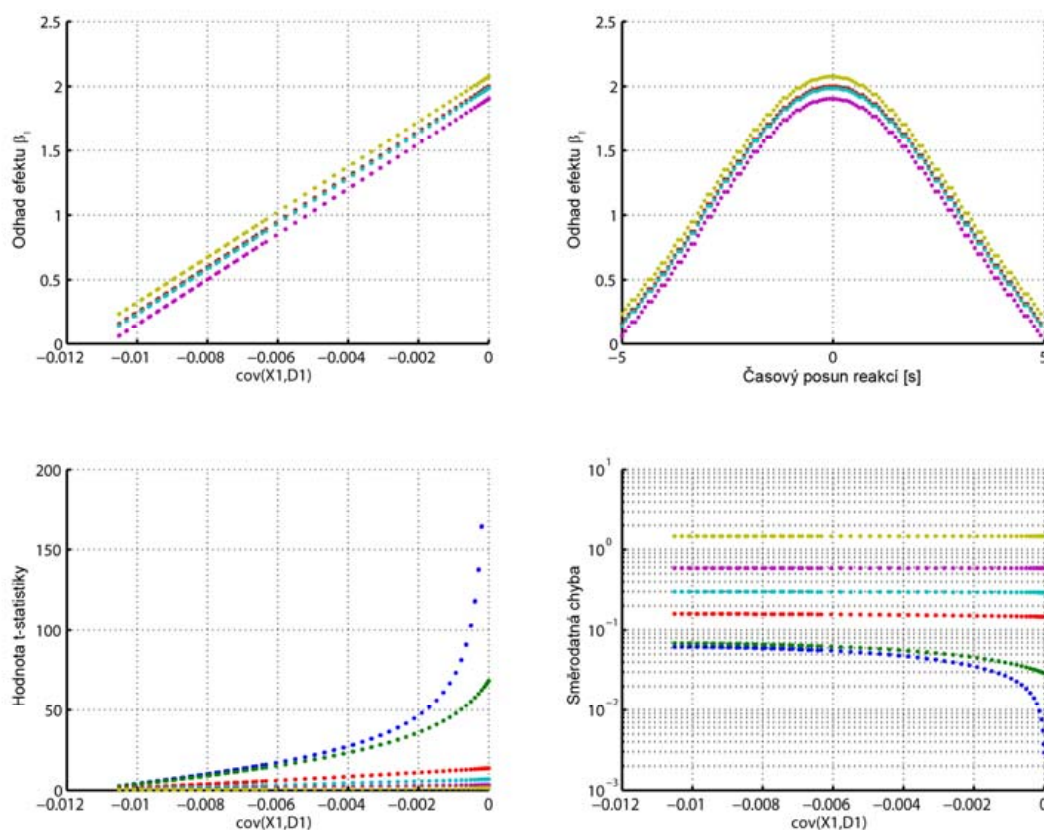 2.5
2
1.5
1
0.5
0
Odhad efektu β₁
−0.012 −0.01 −0.008 −0.006 −0.004 −0.002 0
cov(X1,D1)
2.5
2
1.5
1
0.5
0
Odhad efektu β₁
−5 0 5
Časový posun reakcí [s]
200
150
100
50
0
Hodnota t-statistiky
−0.012 −0.01 −0.008 −0.006 −0.004 −0.002 0
cov(X1,D1)
10¹
10⁰
10⁻¹
10⁻²
10⁻³
Směrodatná chyba
−0.012 −0.01 −0.008 −0.006 −0.004 −0.002 0
cov(X1,D1)